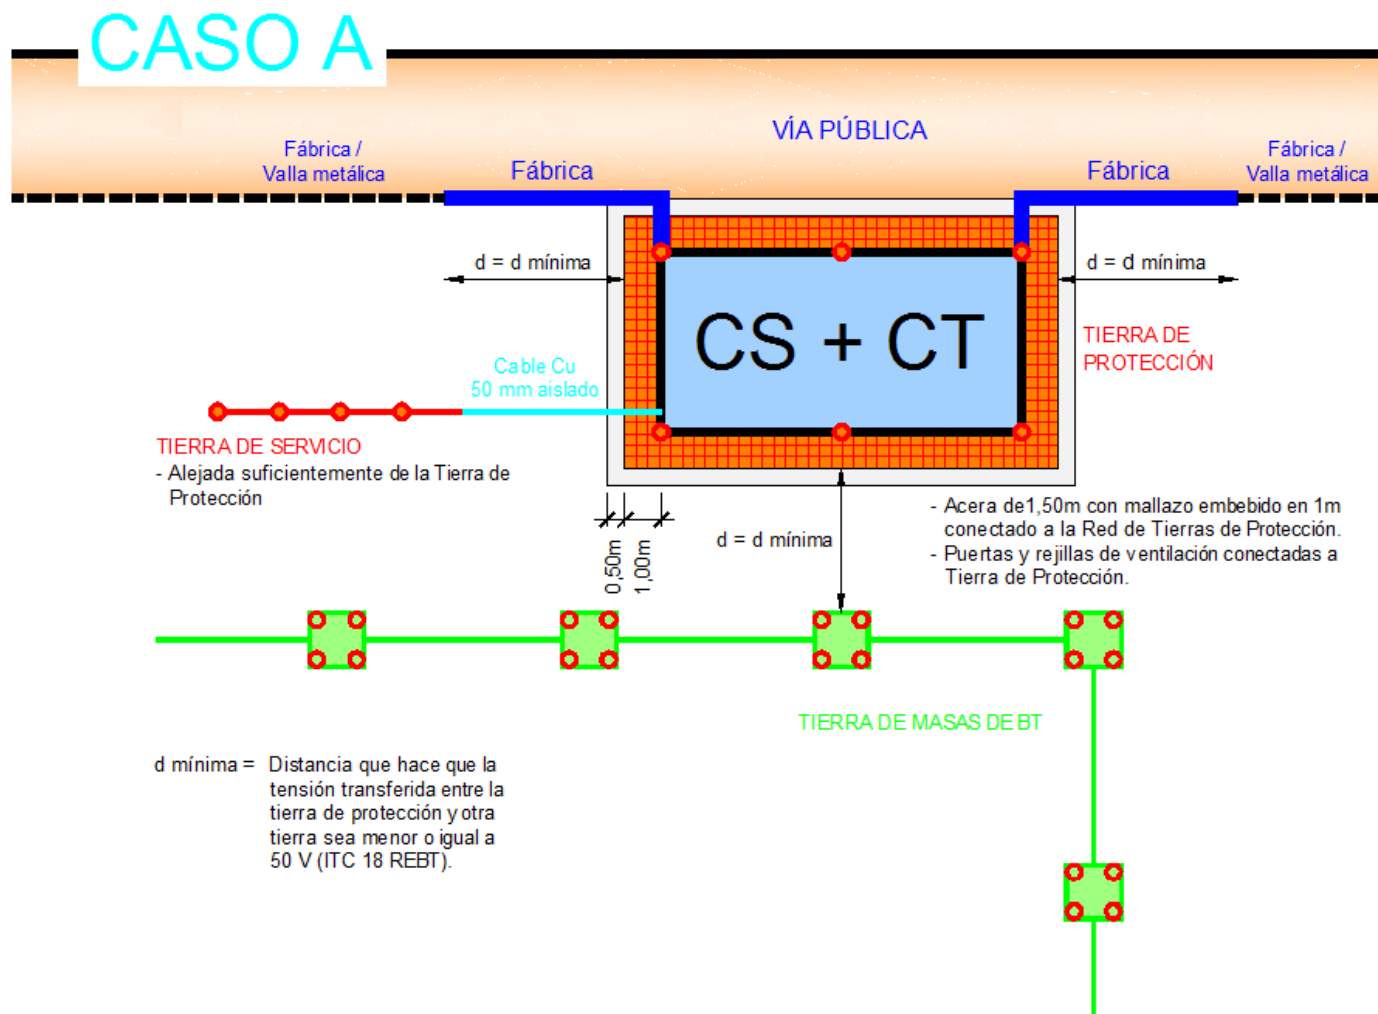 CASO A
VÍA PÚBLICA
Fábrica /
Valla metálica
Fábrica
Fábrica
Fábrica /
Valla metálica
d = d mínima
d = d mínima
CS + CT
TIERRA DE
PROTECCIÓN
Cable Cu
50 mm aislado
TIERRA DE SERVICIO
- Alejada suficientemente de la Tierra de
Protección
0,50m
1,00m
d = d mínima
- Acera de1,50m con mallazo embebido en 1m
conectado a la Red de Tierras de Protección.
- Puertas y rejillas de ventilación conectadas a
Tierra de Protección.
TIERRA DE MASAS DE BT
d mínima = Distancia que hace que la
tensión transferida entre la
tierra de protección y otra
tierra sea menor o igual a
50 V (ITC 18 REBT).